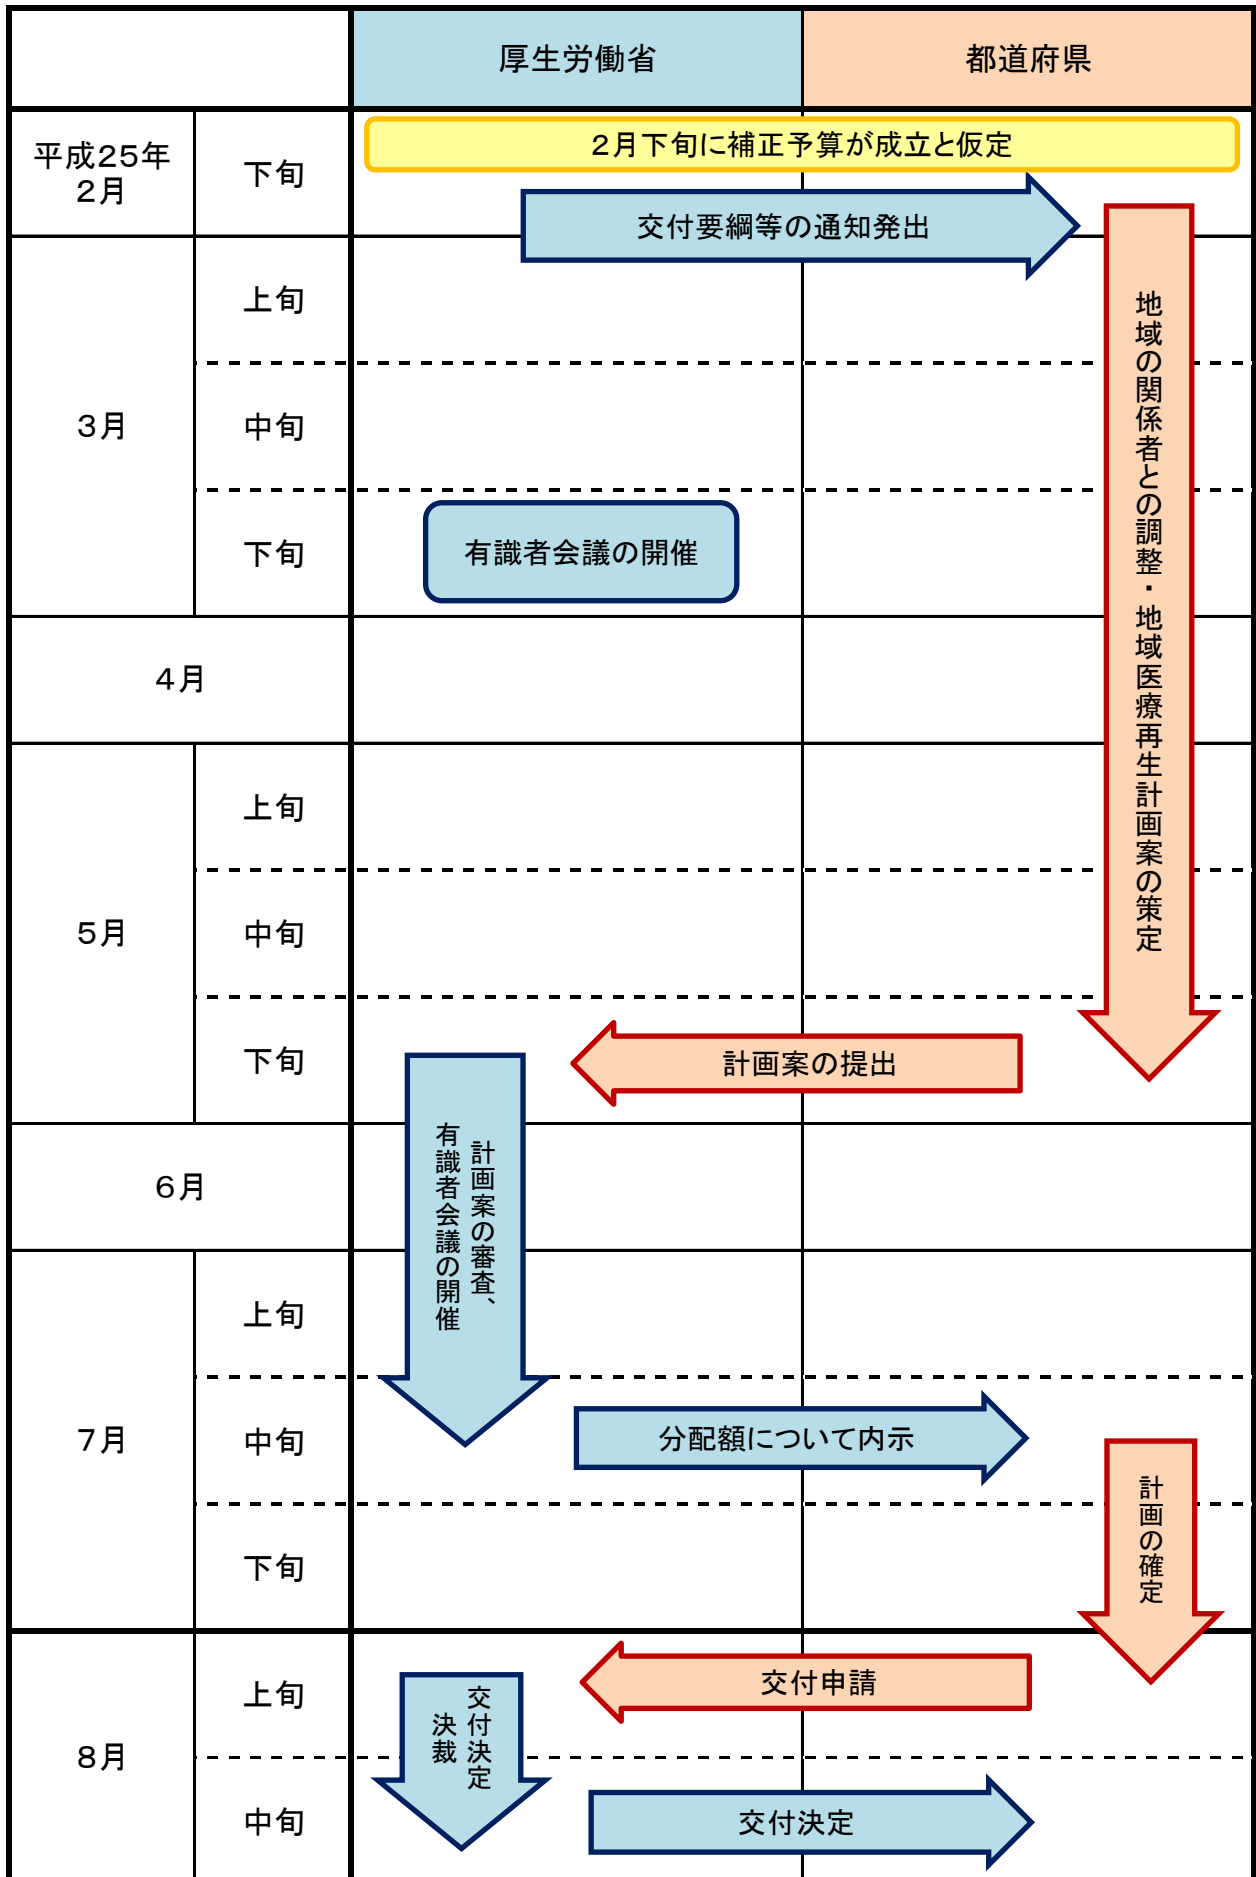 厚生労働省
都道府県
平成２５年
２月
下旬
２月下旬に補正予算が成立と仮定
交付要綱等の通知発出
地域の関係者との調整・地域医療再生計画案の策定
３月
上旬
中旬
下旬
有識者会議の開催
４月
５月
上旬
中旬
下旬
計画案の提出
計画案の審査、
有識者会議の開催
６月
７月
上旬
中旬
分配額について内示
計画の確定
下旬
８月
上旬
交付申請
交付決定
決裁
中旬
交付決定